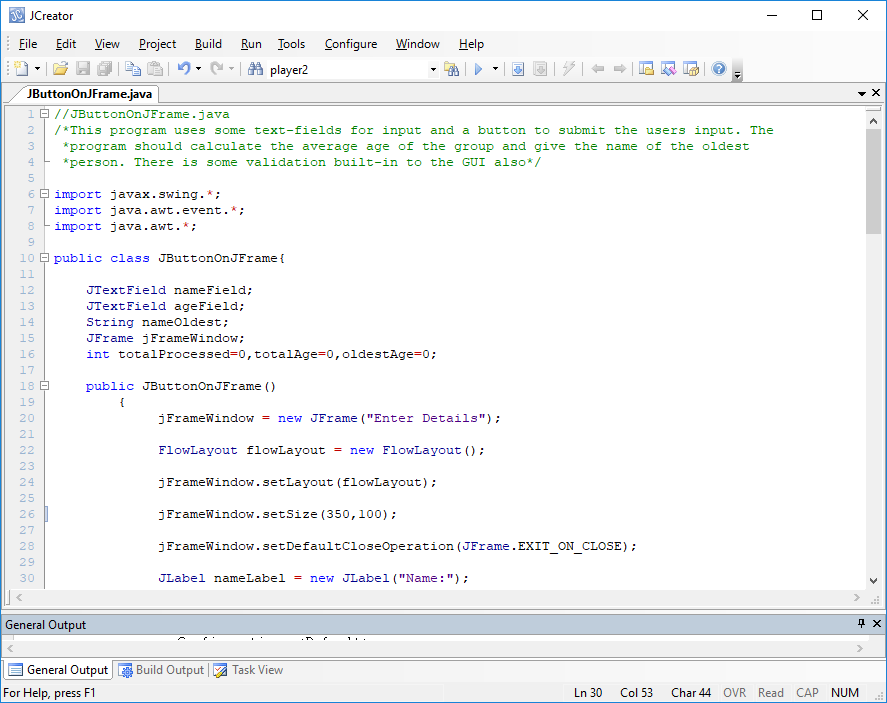 JCreator
File Edit View Project Build Run Tools Configure Window Help
player2
JButtonOnJFrame.java
1 //JButtonOnJFrame.java
2 /*This program uses some text-fields for input and a button to submit the users input. The
3 *program should calculate the average age of the group and give the name of the oldest
4 *person. There is some validation built-in to the GUI also*/
5
6 import javax.swing.*;
7 import java.awt.event.*;
8 import java.awt.*;
9
10 public class JButtonOnJFrame{
11
12 JTextField nameField;
13 JTextField ageField;
14 String nameOldest;
15 JFrame jFrameWindow;
16 int totalProcessed=0,totalAge=0,oldestAge=0;
17
18 public JButtonOnJFrame()
19 {
20 jFrameWindow = new JFrame("Enter Details");
21
22 FlowLayout flowLayout = new FlowLayout();
23
24 jFrameWindow.setLayout(flowLayout);
25
26 jFrameWindow.setSize(350,100);
27
28 jFrameWindow.setDefaultCloseOperation(JFrame.EXIT_ON_CLOSE);
29
30 JLabel nameLabel = new JLabel("Name:");
General Output
General Output Build Output Task View
For Help, press F1 Ln 30 Col 53 Char 44 OVR Read CAP NUM